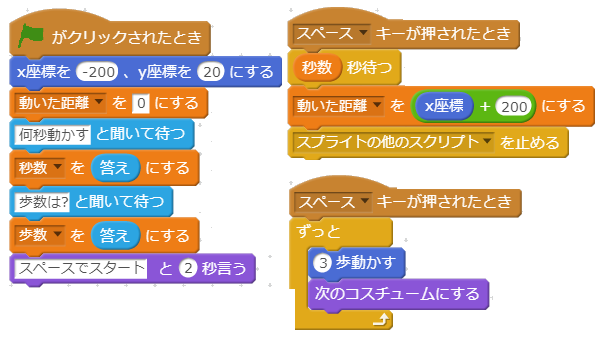 がクリックされたとき
x座標を -200 、y座標を 20 にする
動いた距離 を 0 にする
何秒動かす と聞いて待つ
秒数 を 答え にする
歩数は? と聞いて待つ
歩数 を 答え にする
スペースでスタート と 2 秒言う
スペース キーが押されたとき
秒数 秒待つ
動いた距離 を x座標 + 200 にする
スプライトの他のスクリプト を止める
スペース キーが押されたとき
ずっと
3 歩動かす
次のコスチュームにする